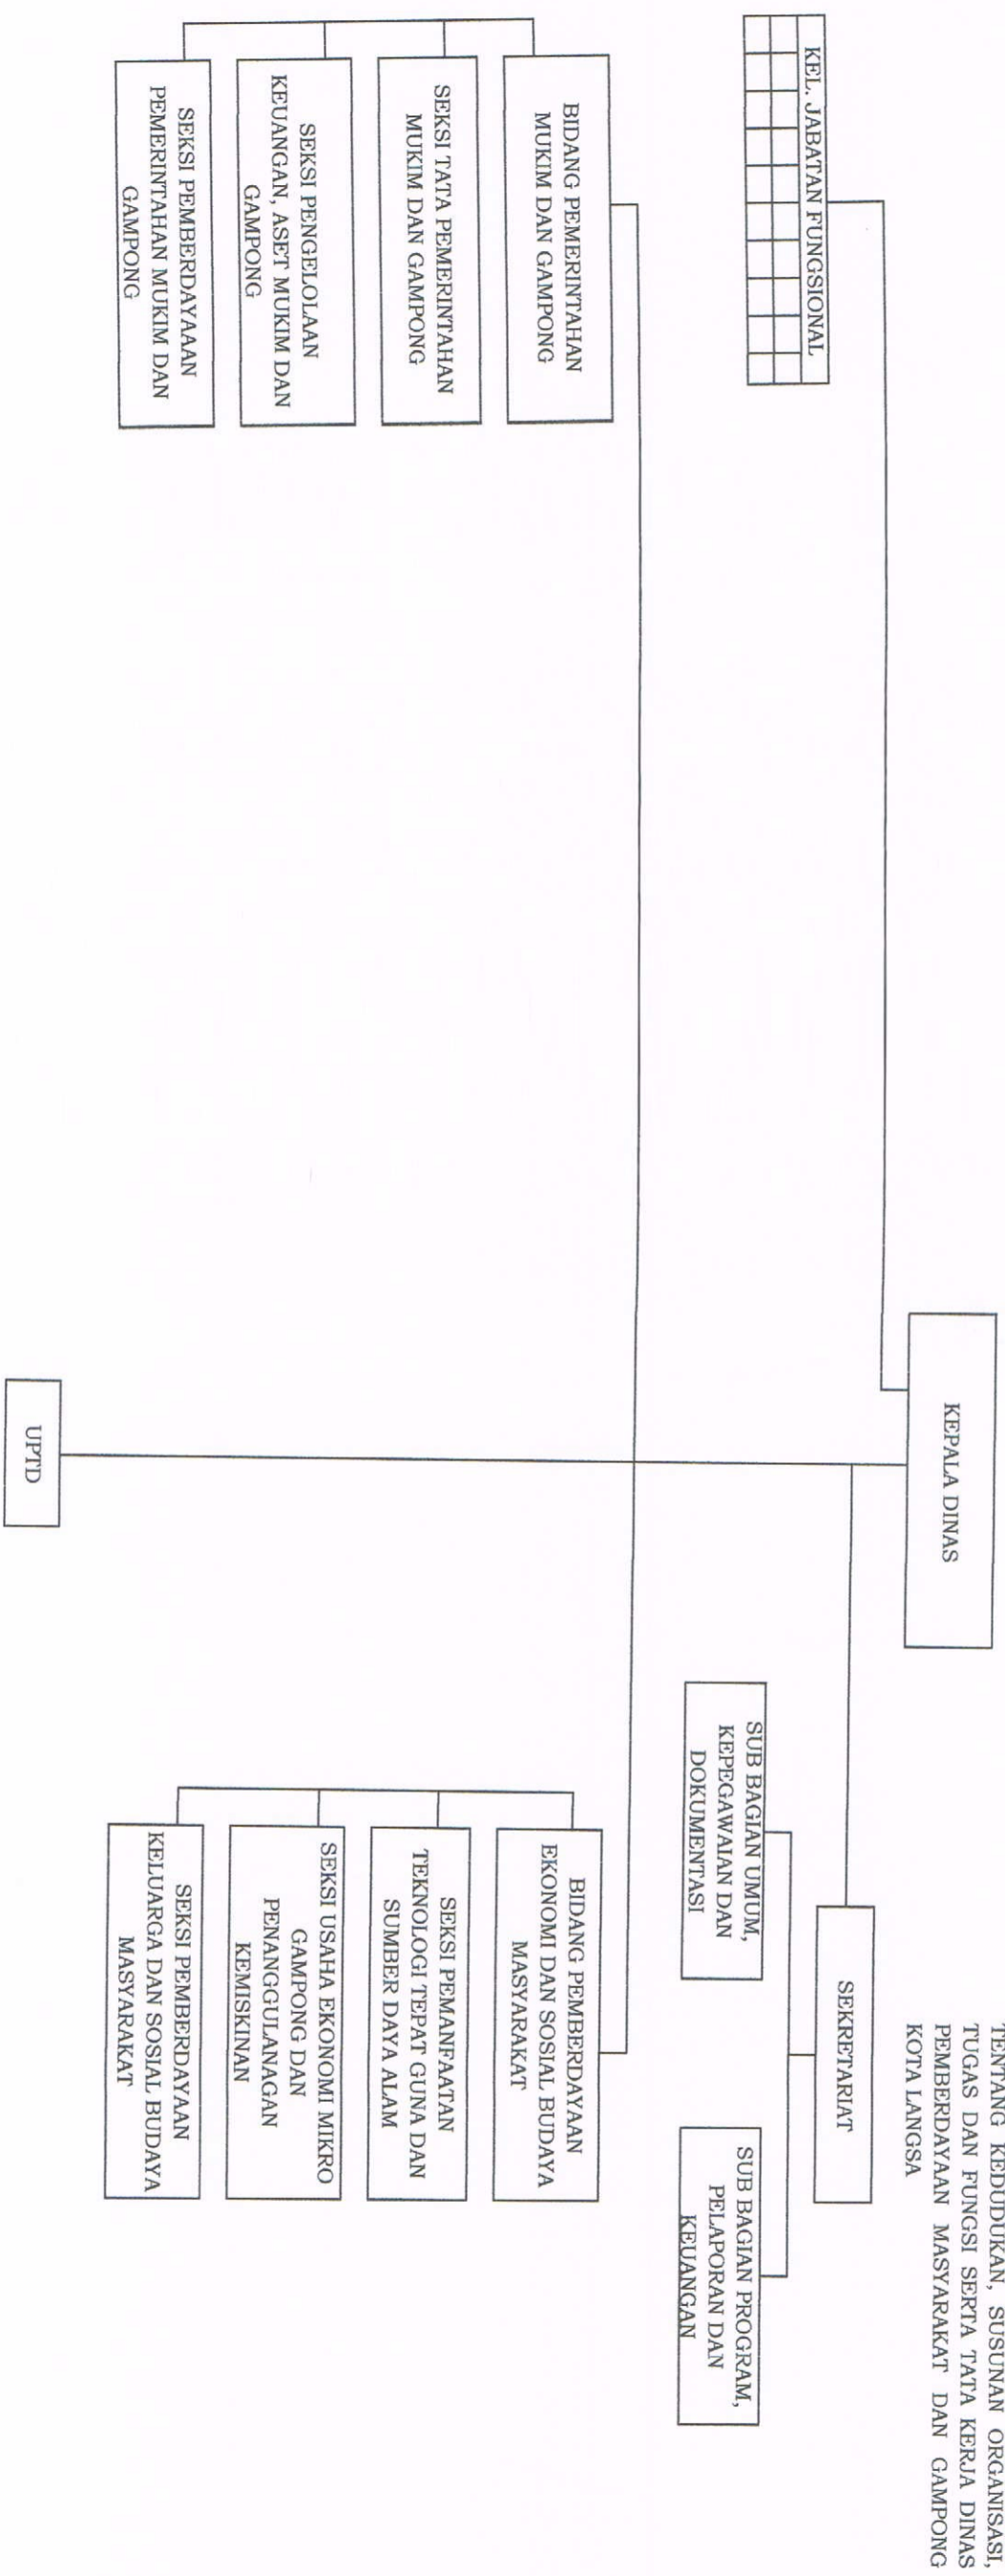 TENTANG KEDUDUKAN, SUSUNAN ORGANISASI,
TUGAS DAN FUNGSI SERTA TATA KERJA DINAS
PEMBERDAYAAN MASYARAKAT DAN GAMPONG
KOTA LANGSA
KEPALA DINAS
KEL. JABATAN FUNGSIONAL
SEKRETARIAT
SUB BAGIAN UMUM,
KEPEGAWAIAN DAN
DOKUMENTASI
SUB BAGIAN PROGRAM,
PELAPORAN DAN
KEUANGAN
BIDANG PEMERINTAHAN
MUKIM DAN GAMPONG
SEKSI TATA PEMERINTAHAN
MUKIM DAN GAMPONG
SEKSI PENGELOLAAN
KEUANGAN, ASET MUKIM DAN
GAMPONG
SEKSI PEMBERDAYAAAN
PEMERINTAHAN MUKIM DAN
GAMPONG
BIDANG PEMBERDAYAAN
EKONOMI DAN SOSIAL BUDAYA
MASYARAKAT
SEKSI PEMANFAATAN
TEKNOLOGI TEPAT GUNA DAN
SUMBER DAYA ALAM
SEKSI USAHA EKONOMI MIKRO
GAMPONG DAN
PENANGGULANAGAN
KEMISKINAN
SEKSI PEMBERDAYAAN
KELUARGA DAN SOSIAL BUDAYA
MASYARAKAT
UPTD